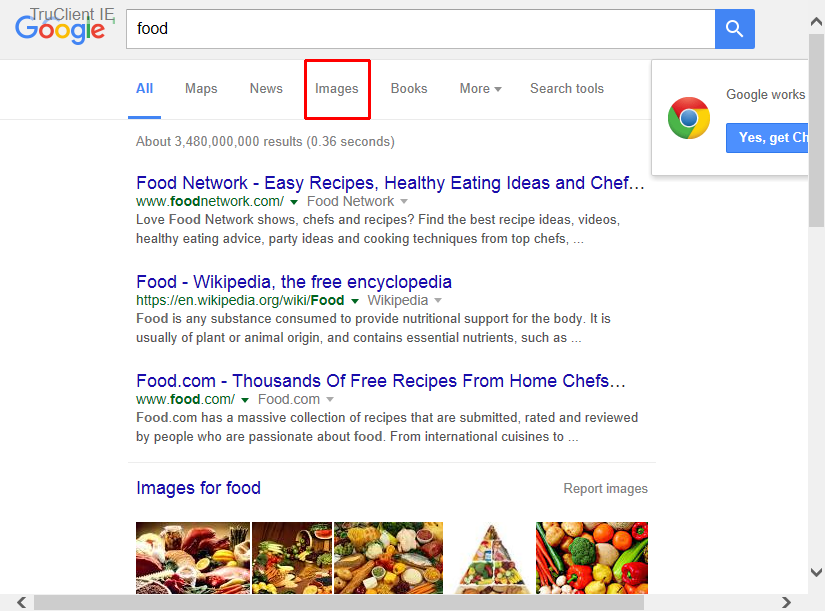 TruClient IE
Google
food
All Maps News Images Books More Search tools
Google works
Yes, get Ch
About 3,480,000,000 results (0.36 seconds)
Food Network - Easy Recipes, Healthy Eating Ideas and Chef…
www.foodnetwork.com/ Food Network
Love Food Network shows, chefs and recipes? Find the best recipe ideas, videos,
healthy eating advice, party ideas and cooking techniques from top chefs, ...
Food - Wikipedia, the free encyclopedia
https://en.wikipedia.org/wiki/Food Wikipedia
Food is any substance consumed to provide nutritional support for the body. It is
usually of plant or animal origin, and contains essential nutrients, such as ...
Food.com - Thousands Of Free Recipes From Home Chefs…
www.food.com/ Food.com
Food.com has a massive collection of recipes that are submitted, rated and reviewed
by people who are passionate about food. From international cuisines to ...
Images for food
Report images